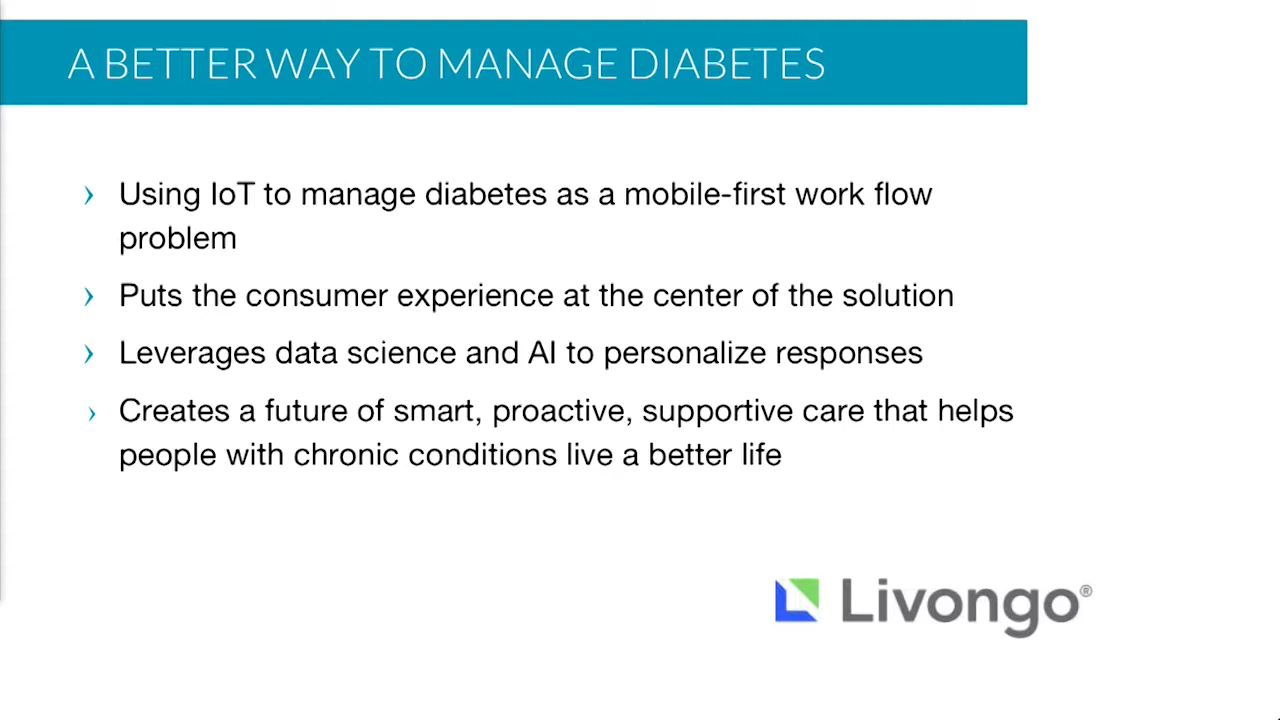 A BETTER WAY TO MANAGE DIABETES
› Using IoT to manage diabetes as a mobile-first work flow
problem
› Puts the consumer experience at the center of the solution
› Leverages data science and AI to personalize responses
› Creates a future of smart, proactive, supportive care that helps
people with chronic conditions live a better life
Livongo®